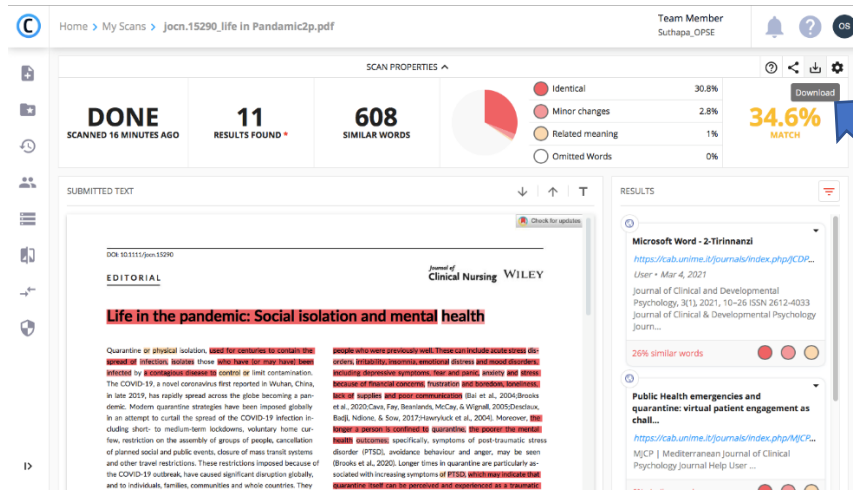 C
Home > My Scans > jocn.15290_life in Pandamic2p.pdf
Team Member
Suthapa_OPSE
OS
SCAN PROPERTIES
Download
DONE
SCANNED 16 MINUTES AGO
11
RESULTS FOUND *
608
SIMILAR WORDS
Identical 30.8%
Minor changes 2.8%
Related meaning 1%
Omitted Words 0%
34.6%
MATCH
SUBMITTED TEXT
T
Check for updates
DOI: 10.1111/jocn.15290
EDITORIAL
Journal of
Clinical Nursing WILEY
Life in the pandemic: Social isolation and mental health
Quarantine or physical isolation, used for centuries to contain the
spread of infection, isolates those who have (or may have) been
infected by a contagious disease to control or limit contamination.
The COVID-19, a novel coronavirus first reported in Wuhan, China,
in late 2019, has rapidly spread across the globe becoming a pan-
demic. Modern quarantine strategies have been imposed globally
in an attempt to curtail the spread of the COVID-19 infection in-
cluding short- to medium-term lockdowns, voluntary home cur-
few, restriction on the assembly of groups of people, cancellation
of planned social and public events, closure of mass transit systems
and other travel restrictions. These restrictions imposed because of
the COVID-19 outbreak, have caused significant disruption globally,
and to individuals, families, communities and whole countries. They
people who were previously well. These can include acute stress dis-
orders, irritability, insomnia, emotional distress and mood disorders,
including depressive symptoms, fear and panic, anxiety and stress
because of financial concerns, frustration and boredom, loneliness,
lack of supplies and poor communication (Bai et al., 2004;Brooks
et al., 2020;Cava, Fay, Beanlands, McCay, & Wignall, 2005;Desclaux,
Badji, Ndione, & Sow, 2017;Hawryluck et al., 2004). Moreover, the
longer a person is confined to quarantine, the poorer the mental
health outcomes; specifically, symptoms of post-traumatic stress
disorder (PTSD), avoidance behaviour and anger, may be seen
(Brooks et al., 2020). Longer times in quarantine are particularly as-
sociated with increasing symptoms of PTSD, which may indicate that
quarantine itself can be perceived and experienced as a traumatic
RESULTS
Microsoft Word - 2-Tirinnanzi
https://cab.unime.it/journals/index.php/JCDP...
User • Mar 4, 2021
Journal of Clinical and Developmental
Psychology, 3(1), 2021, 10–26 ISSN 2612-4033
Journal of Clinical & Developmental Psychology
Journ...
26% similar words
Public Health emergencies and
quarantine: virtual patient engagement as
chall...
https://cab.unime.it/journals/index.php/MJCP...
MJCP | Mediterranean Journal of Clinical
Psychology Journal Help User ...